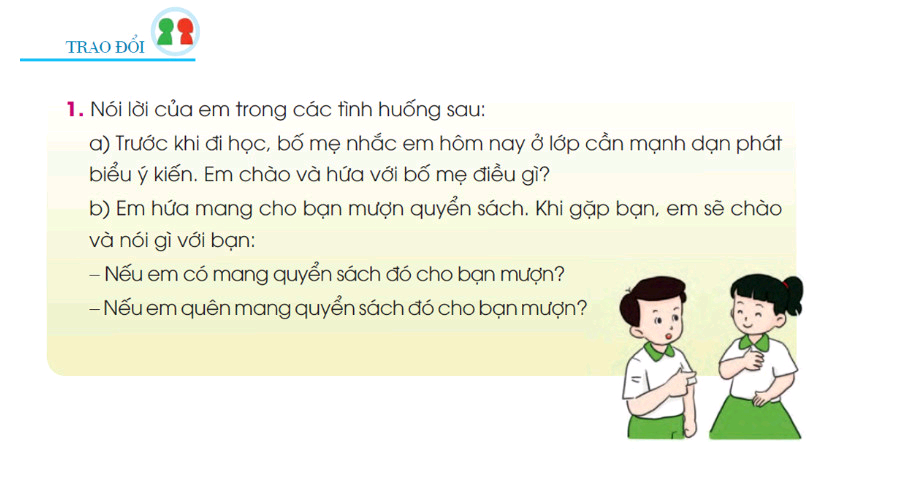 TRAO ĐỔI
1. Nói lời của em trong các tình huống sau:
a) Trước khi đi học, bố mẹ nhắc em hôm nay ở lớp cần mạnh dạn phát
biểu ý kiến. Em chào và hứa với bố mẹ điều gì?
b) Em hứa mang cho bạn mượn quyển sách. Khi gặp bạn, em sẽ chào
và nói gì với bạn:
– Nếu em có mang quyển sách đó cho bạn mượn?
– Nếu em quên mang quyển sách đó cho bạn mượn?